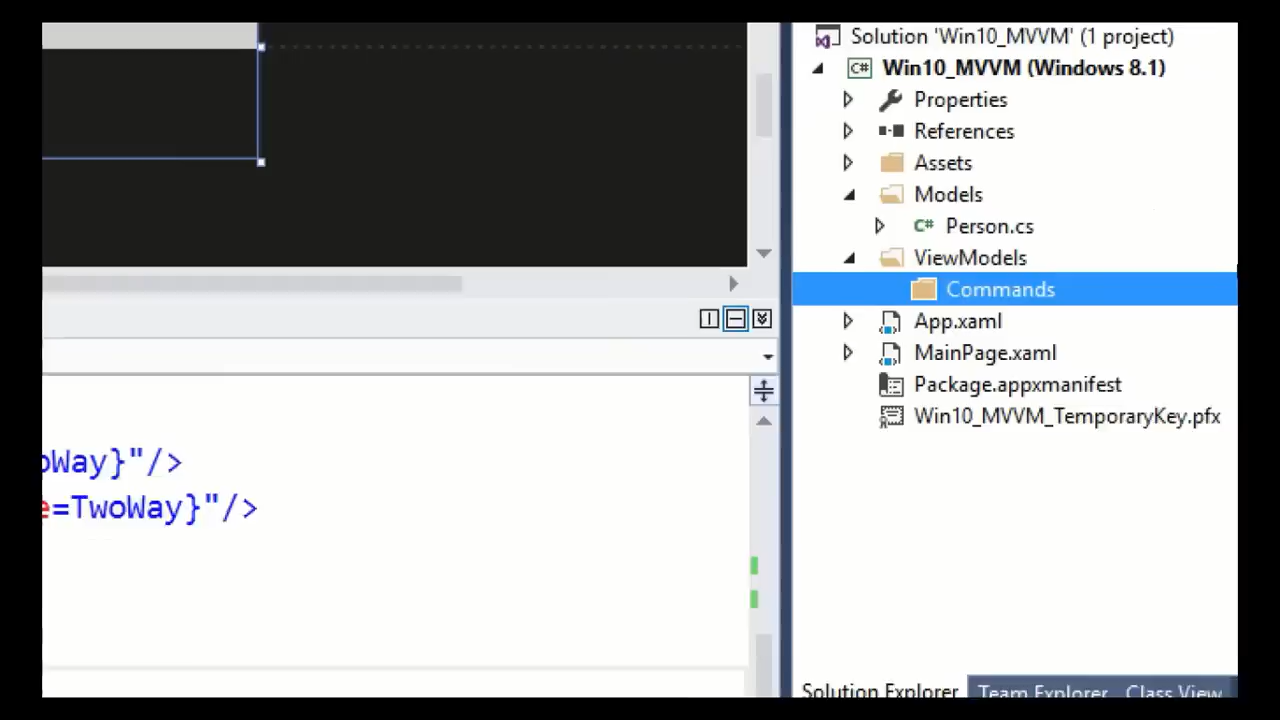 Solution 'Win10_MVVM' (1 project)
C# Win10_MVVM (Windows 8.1)
Properties
References
Assets
Models
C# Person.cs
ViewModels
Commands
App.xaml
MainPage.xaml
Package.appxmanifest
Win10_MVVM_TemporaryKey.pfx
oWay}"/>
e=TwoWay}"/>
Solution Explorer Team Explorer Class View